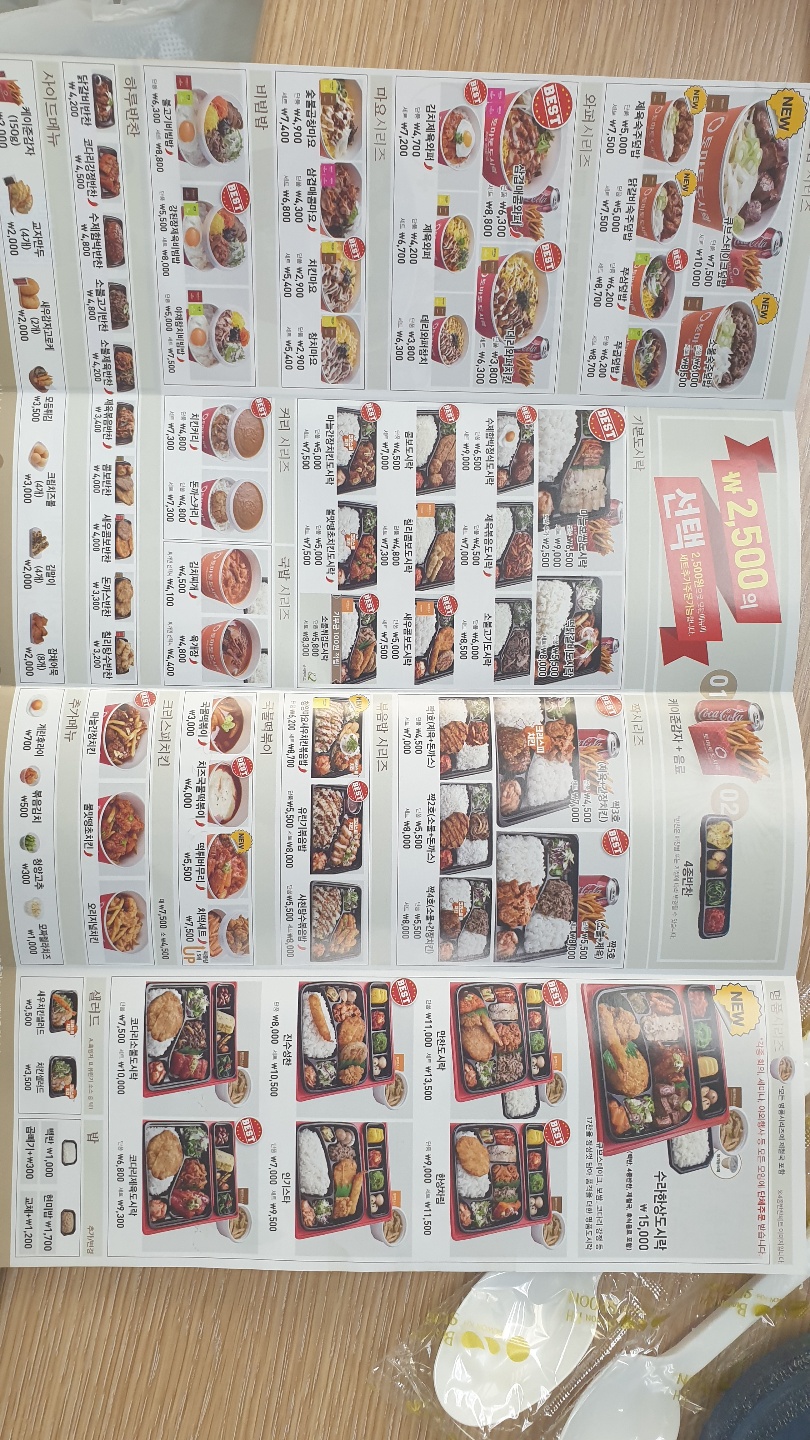 NEW
NEW
큐브스테이크덮밥
단품 ₩7,500
세트 ₩10,000
소불숙주덮밥
단품 ₩6,000
세트 ₩8,500
토마토도시락
NEW
NEW
BEST
제육숙주덮밥
단품 ₩5,000
세트 ₩7,500
닭갈비숙주덮밥
단품 ₩5,000
세트 ₩7,500
쭈삼덮밥
단품 ₩6,200
세트 ₩8,700
쭈곱덮밥
단품 ₩6,200
세트 ₩8,700
와퍼시리즈
BEST
BEST
삼겹매콤와퍼
단품 ₩6,300
세트 ₩8,800
데리와퍼치킨
단품 ₩3,800
세트 ₩6,300
토마토도시락
BEST
김치제육와퍼
단품 ₩4,700
세트 ₩7,200
제육와퍼
단품 ₩4,200
세트 ₩6,700
데리와퍼참치
단품 ₩3,800
세트 ₩6,300
마요시리즈
BEST
숯불곱창마요
단품 ₩4,900
세트 ₩7,400
삼겹매콤마요
단품 ₩4,300
세트 ₩6,800
치킨마요
단품 ₩2,900
세트 ₩5,400
참치마요
단품 ₩2,900
세트 ₩5,400
비빔밥
BEST
불고기비빔밥
단품 ₩6,300 세트 ₩8,800
강된장제육비빔밥
단품 ₩5,500 세트 ₩8,000
야채참치비빔밥
단품 ₩5,000 세트 ₩7,500
하루반찬
닭갈비반찬
₩4,200
코다리강정반찬
₩4,500
수제함박반찬
₩4,800
소불고기반찬
₩4,800
소불제육반찬
₩4,200
제육볶음반찬
₩3,400
콤보반찬
₩4,000
새우콤보반찬
₩4,000
돈까스반찬
₩3,300
칠리탕수반찬
₩3,200
사이드메뉴
케이준감자
(150g)
₩2,000
교자만두
(4개)
₩2,000
새우감자고로케
(2개)
₩2,000
모듬튀김
₩3,500
크림치즈볼
(4개)
₩3,000
김말이
(4개)
₩2,000
잡채어묵
(8개)
₩2,000
₩2,500의
선택
2,500원으로 모든메뉴에
세트추가주문가능합니다.
01
케이준감자 + 음료
02
4종반찬
기본도시락
BEST
마늘보쌈도시락
단품 ₩6,500
세트 ₩9,000
₩2,500
떡닭갈비도시락
단품 ₩5,500
세트 ₩8,000
BEST
수제함박정식도시락
단품 ₩6,500
세트 ₩9,000
제육볶음도시락
단품 ₩4,500
세트 ₩7,000
소불고기도시락
단품 ₩6,000
세트 ₩8,500
BEST
콤보도시락
단품 ₩4,500
세트 ₩7,000
칠리콤보도시락
단품 ₩4,800
세트 ₩7,300
BEST
새우콤보도시락
단품 ₩5,000
세트 ₩7,500
BEST
마늘간장치킨도시락
단품 ₩5,000
세트 ₩7,500
불맛땡초치킨도시락
단품 ₩5,000
세트 ₩7,500
BEST
기부금 100원 적립!
소불튀김도시락
단품 ₩5,800
세트 ₩8,300
커리 시리즈
BEST
치킨커리
단품 ₩4,800
세트 ₩7,300
돈까스커리
단품 ₩4,800
세트 ₩7,300
국밥 시리즈
김치찌개
₩4,500
₩4,100
육개장
₩4,800
₩4,400
짝시리즈
BEST
짝3호
(제육+간장치킨)
단품 ₩4,500
세트 ₩7,000
크리스피
치킨
BEST
짝5호
(소불+제육)
단품 ₩5,500
세트 ₩8,000
짝1호(제육+돈까스)
단품 ₩4,500
세트 ₩7,000
짝2호(소불+돈까스)
단품 ₩5,500
세트 ₩8,000
짝4호(소불+간장치킨)
단품 ₩5,500
세트 ₩8,000
볶음밥 시리즈
NEW
청양마요새우치킨볶음밥
단품 ₩6,200 세트 ₩8,700
BEST
유린기볶음밥
단품 ₩5,500 세트 ₩8,000
사천탕수볶음밥
단품 ₩5,500 세트 ₩8,000
국물떡볶이
국물떡볶이
₩3,000
BEST
치즈국물떡볶이
₩4,000
NEW
떡튀버무리
₩5,500
치떡세트
₩7,500
UP
크리스피치킨
대 ₩7,500 소 ₩4,500
BEST
마늘간장치킨
불맛땡초치킨
오리지널치킨
추가메뉴
계란후라이
₩700
볶음김치
₩500
청양고추
₩300
모짜렐라치즈
₩1,000
명품시리즈
*모든 명품시리즈에 제철국 포함
*각종 회의, 세미나, 야외행사 등 모든 모임에 단체주문 받습니다.
NEW
수라한상도시락
₩15,000
(백반, 4종반찬, 제철국, 후식음료 포함)
큐브스테이크, 보쌈, 코다리 강정 등
17찬을 정성껏 담아 품격을 더한 명품도시락
BEST
만찬도시락
단품 ₩11,000 세트 ₩13,500
BEST
한상차림
단품 ₩9,000 세트 ₩11,500
BEST
진수성찬
단품 ₩8,000 세트 ₩10,500
인기스타
단품 ₩7,000 세트 ₩9,500
코다리소불도시락
단품 ₩7,500 세트 ₩10,000
BEST
코다리제육도시락
단품 ₩6,800 세트 ₩9,300
샐러드
새우치킨샐러드
₩3,500
치킨샐러드
₩3,500
밥
추가/변경
백반 ₩1,000
현미밥 ₩1,700
곱빼기+₩300
교체+₩1,200